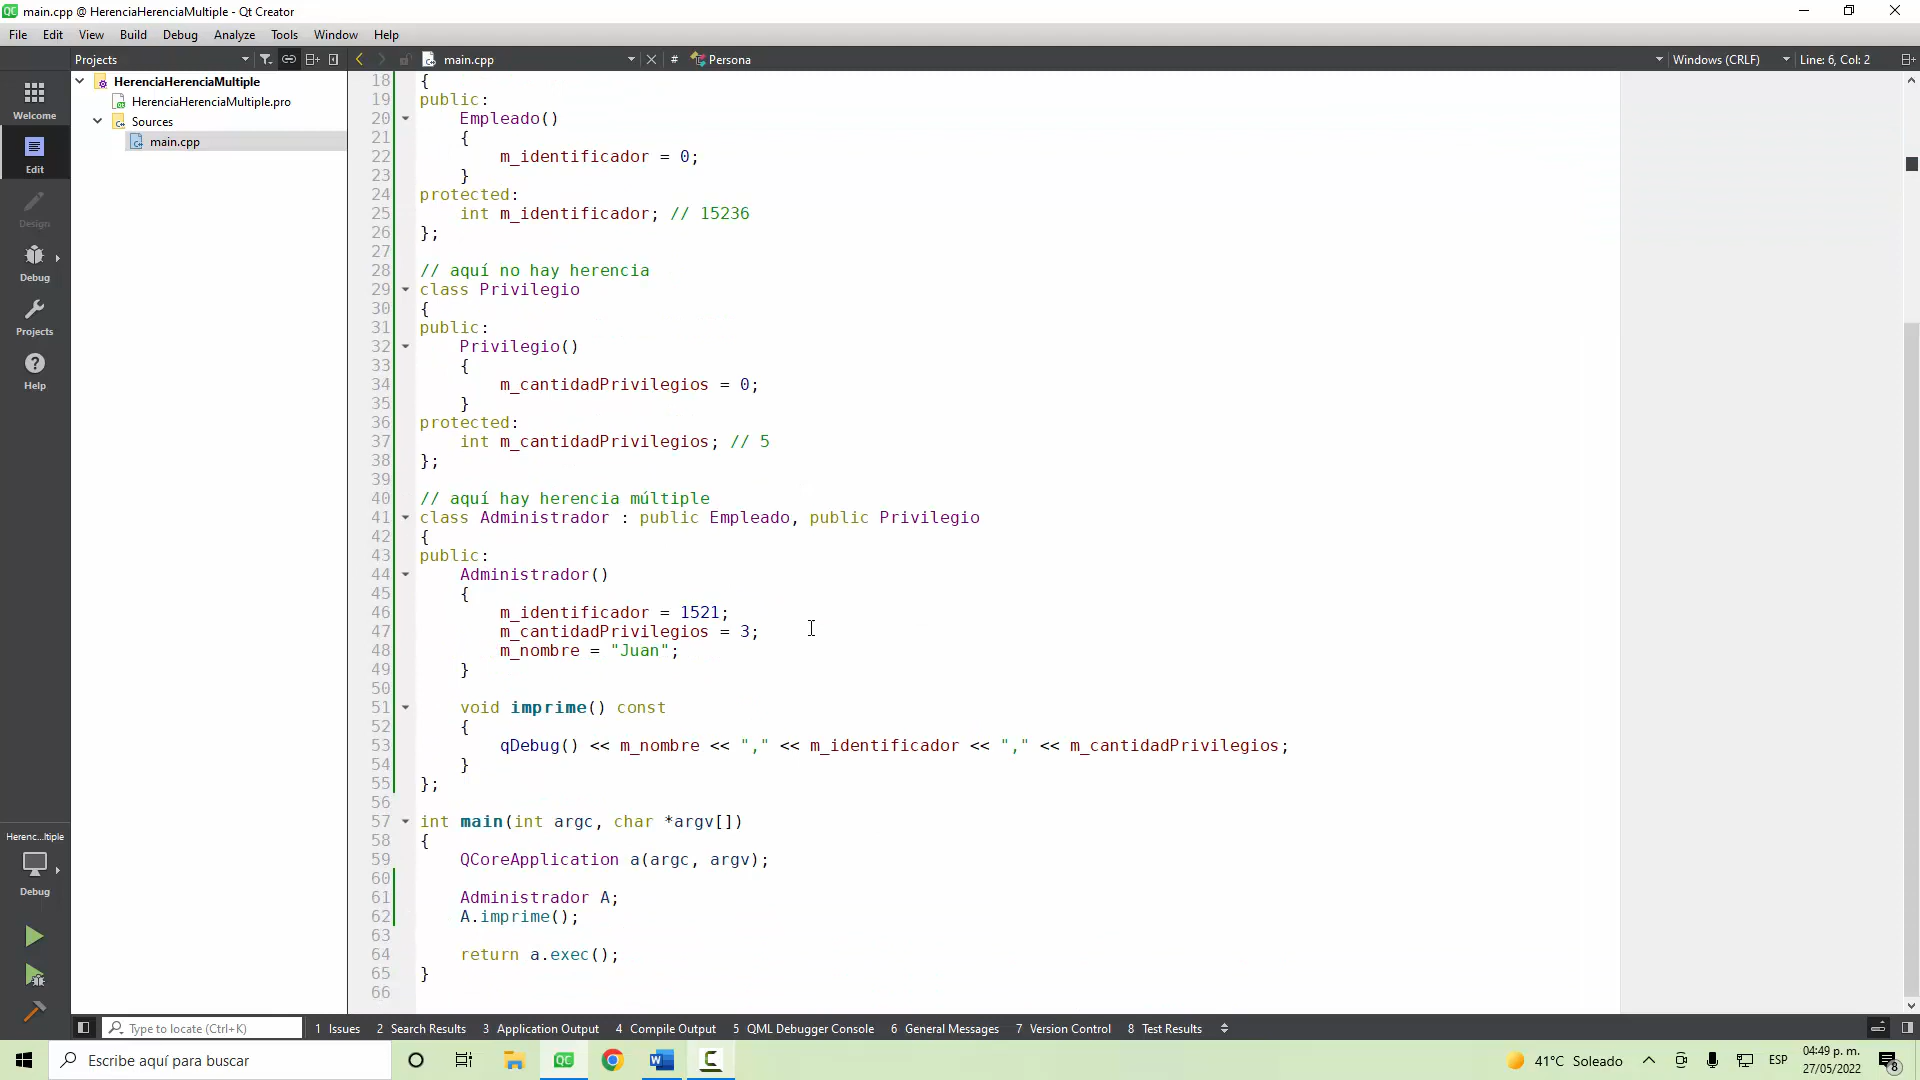 main.cpp @ HerenciaHerenciaMultiple - Qt Creator
File Edit View Build Debug Analyze Tools Window Help
Projects main.cpp # Persona Windows (CRLF) Line: 6, Col: 2
HerenciaHerenciaMultiple
HerenciaHerenciaMultiple.pro
Sources
main.cpp
Welcome
Edit
Design
Debug
Projects
Help
Herenc...ltiple
Debug
18 {
19 public:
20 Empleado()
21 {
22 m_identificador = 0;
23 }
24 protected:
25 int m_identificador; // 15236
26 };
27
28 // aquí no hay herencia
29 class Privilegio
30 {
31 public:
32 Privilegio()
33 {
34 m_cantidadPrivilegios = 0;
35 }
36 protected:
37 int m_cantidadPrivilegios; // 5
38 };
39
40 // aquí hay herencia múltiple
41 class Administrador : public Empleado, public Privilegio
42 {
43 public:
44 Administrador()
45 {
46 m_identificador = 1521;
47 m_cantidadPrivilegios = 3;
48 m_nombre = "Juan";
49 }
50
51 void imprime() const
52 {
53 qDebug() << m_nombre << "," << m_identificador << "," << m_cantidadPrivilegios;
54 }
55 };
56
57 int main(int argc, char *argv[])
58 {
59 QCoreApplication a(argc, argv);
60
61 Administrador A;
62 A.imprime();
63
64 return a.exec();
65 }
66
Type to locate (Ctrl+K) 1 Issues 2 Search Results 3 Application Output 4 Compile Output 5 QML Debugger Console 6 General Messages 7 Version Control 8 Test Results
Escribe aquí para buscar QC 41°C Soleado ESP 04:49 p. m.
27/05/2022 8